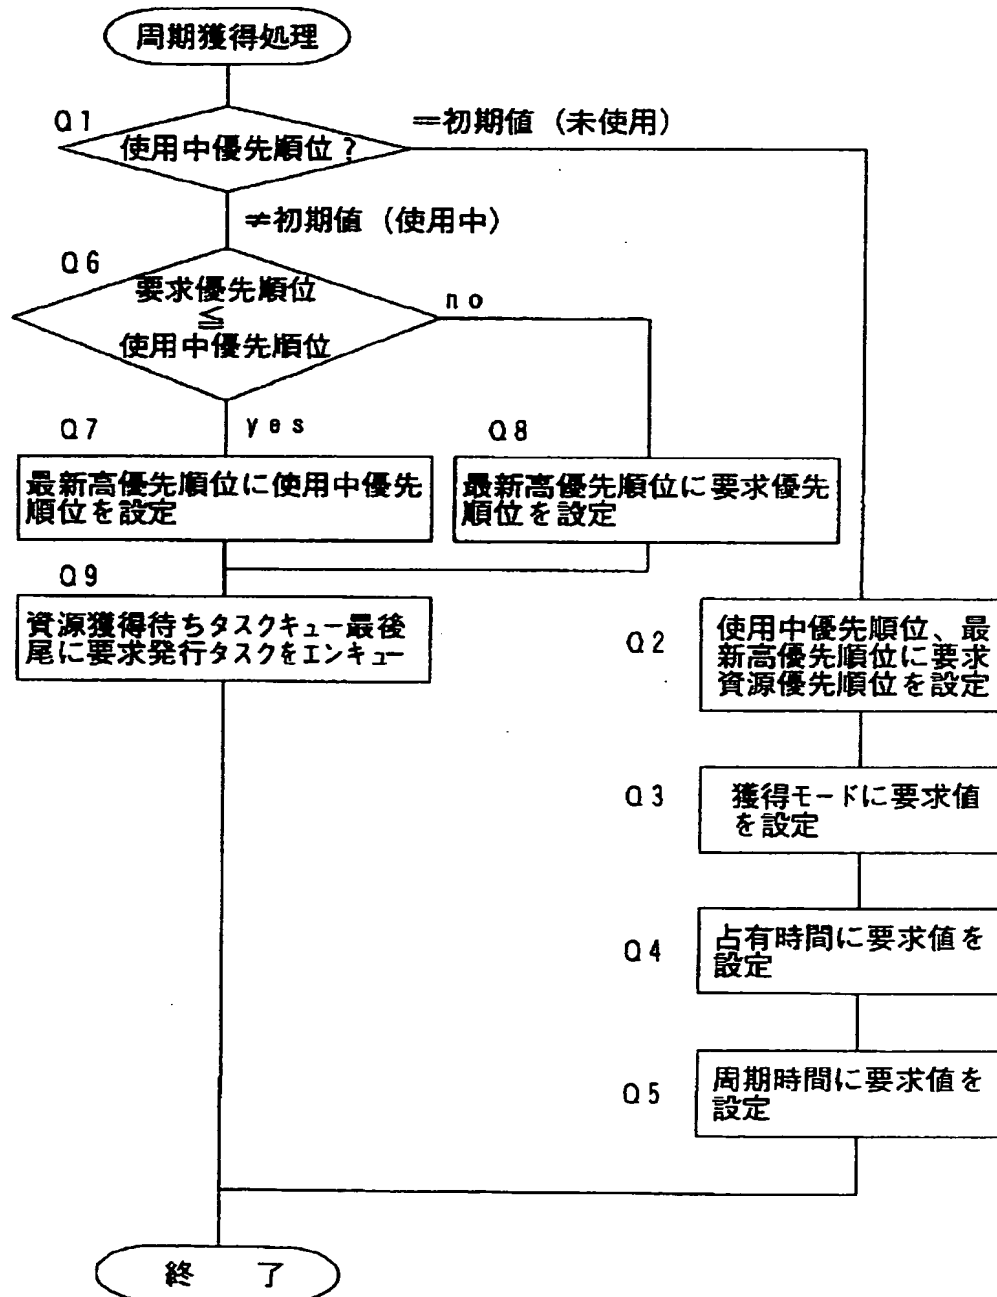 周期獲得処理
Q1
使用中優先順位?
=初期値(未使用)
≠初期値(使用中)
Q6
要求優先順位
≦
使用中優先順位
no
yes
Q7
最新高優先順位に使用中優先
順位を設定
Q8
最新高優先順位に要求優先
順位を設定
Q9
資源獲得待ちタスクキュー最後
尾に要求発行タスクをエンキュー
Q2
使用中優先順位、最
新高優先順位に要求
資源優先順位を設定
Q3
獲得モードに要求値
を設定
Q4
占有時間に要求値を
設定
Q5
周期時間に要求値を
設定
終 了